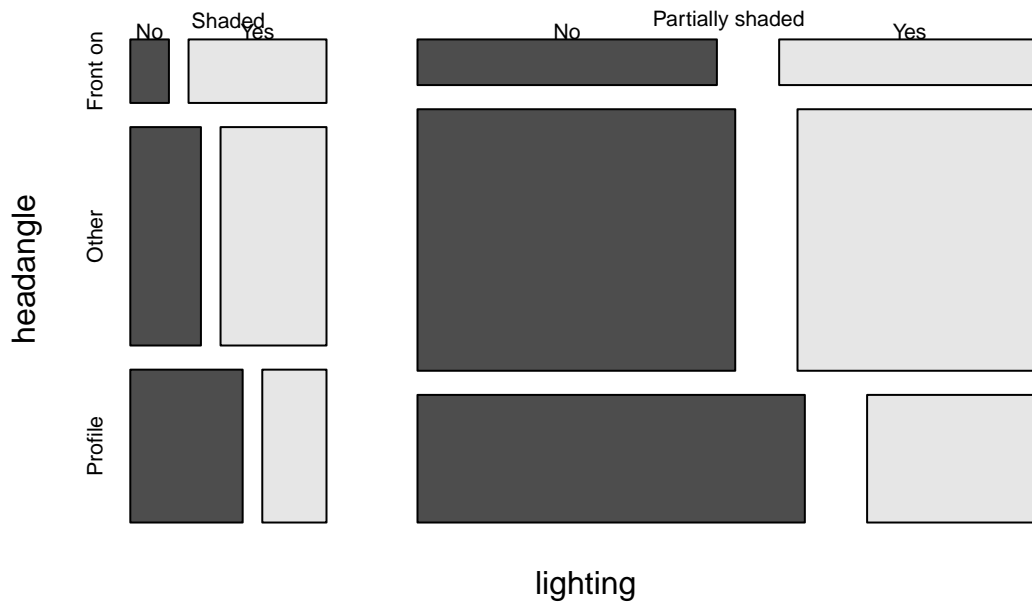 Shaded
Partially shaded
No
Yes
No
Yes
Front on
Other
Profile
headangle
lighting